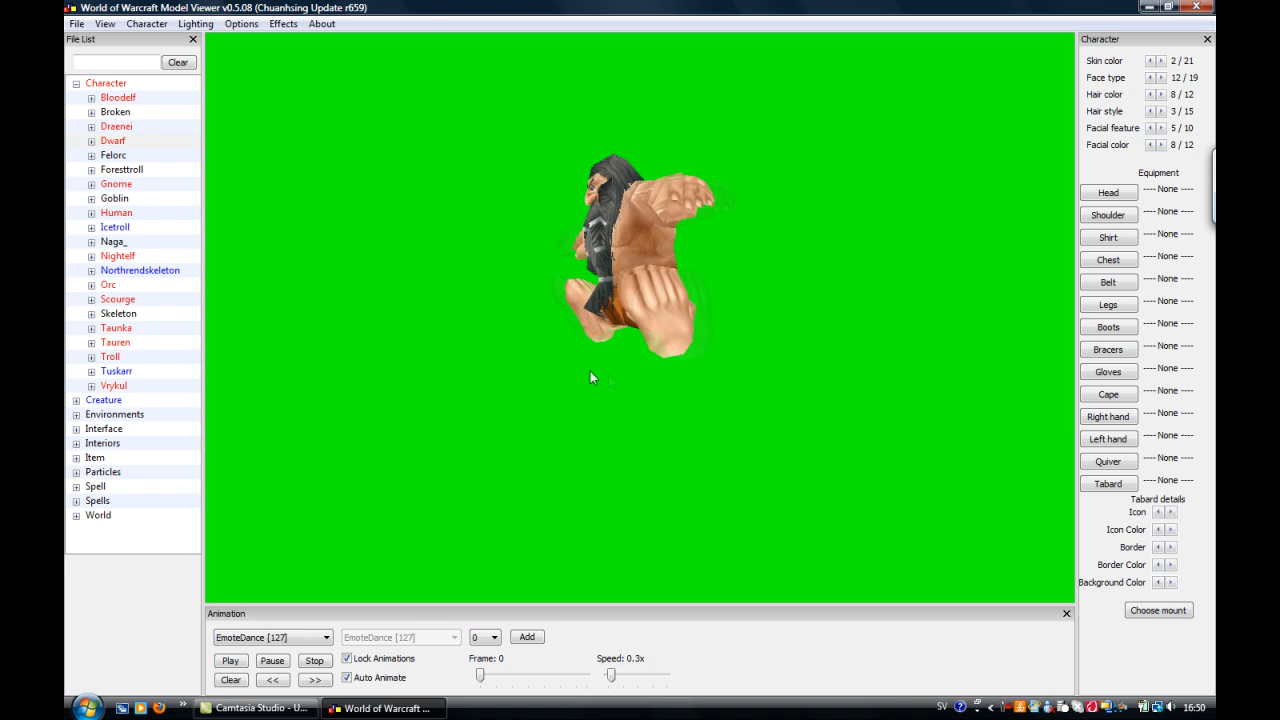 World of Warcraft Model Viewer v0.5.08 (Chuanhsing Update r659)
File View Character Lighting Options Effects About
File List
Clear
Character
Bloodelf
Broken
Draenei
Dwarf
Felorc
Foresttroll
Gnome
Goblin
Human
Icetroll
Naga_
Nightelf
Northrendskeleton
Orc
Scourge
Skeleton
Taunka
Tauren
Troll
Tuskarr
Vrykul
Creature
Environments
Interface
Interiors
Item
Particles
Spell
Spells
World
Character
Skin color 2 / 21
Face type 12 / 19
Hair color 8 / 12
Hair style 3 / 15
Facial feature 5 / 10
Facial color 8 / 12
Equipment
Head ---- None ----
Shoulder ---- None ----
Shirt ---- None ----
Chest ---- None ----
Belt ---- None ----
Legs ---- None ----
Boots ---- None ----
Bracers ---- None ----
Gloves ---- None ----
Cape ---- None ----
Right hand ---- None ----
Left hand ---- None ----
Quiver ---- None ----
Tabard ---- None ----
Tabard details
Icon
Icon Color
Border
Border Color
Background Color
Choose mount
Animation
EmoteDance [127] EmoteDance [127] 0 Add
Play Pause Stop Lock Animations Frame: 0 Speed: 0.3x
Clear << >> Auto Animate
Camtasia Studio - U... World of Warcraft ... SV 16:50